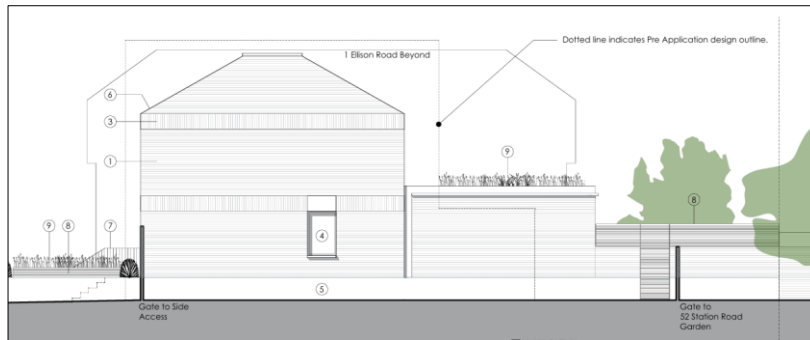 Dotted line indicates Pre Application design outline.
1 Ellison Road Beyond
6
3
9
1
9
8
7
4
8
5
Gate to Side
Access
Gate to
52 Station Road
Garden